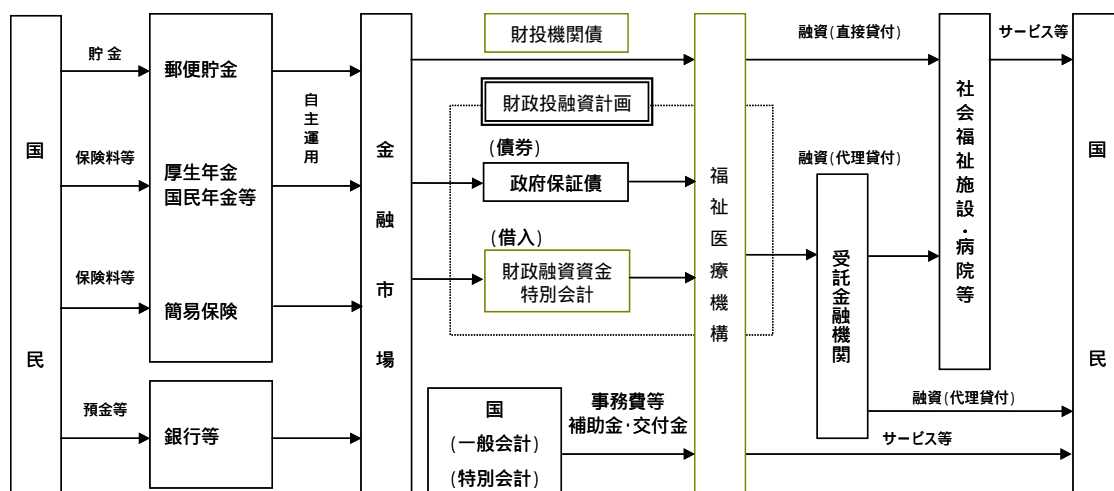 国民
貯 金
保険料等
保険料等
預金等
郵便貯金
厚生年金
国民年金等
簡易保険
銀行等
自主運用
金融市場
財投機関債
財政投融資計画
(債券)
政府保証債
(借入)
財政融資資金
特別会計
国
(一般会計)
(特別会計)
事務費等
補助金・交付金
福祉医療機構
融資(直接貸付)
融資(代理貸付)
受託金融機関
社会福祉施設・病院等
サービス等
融資(代理貸付)
サービス等
国民